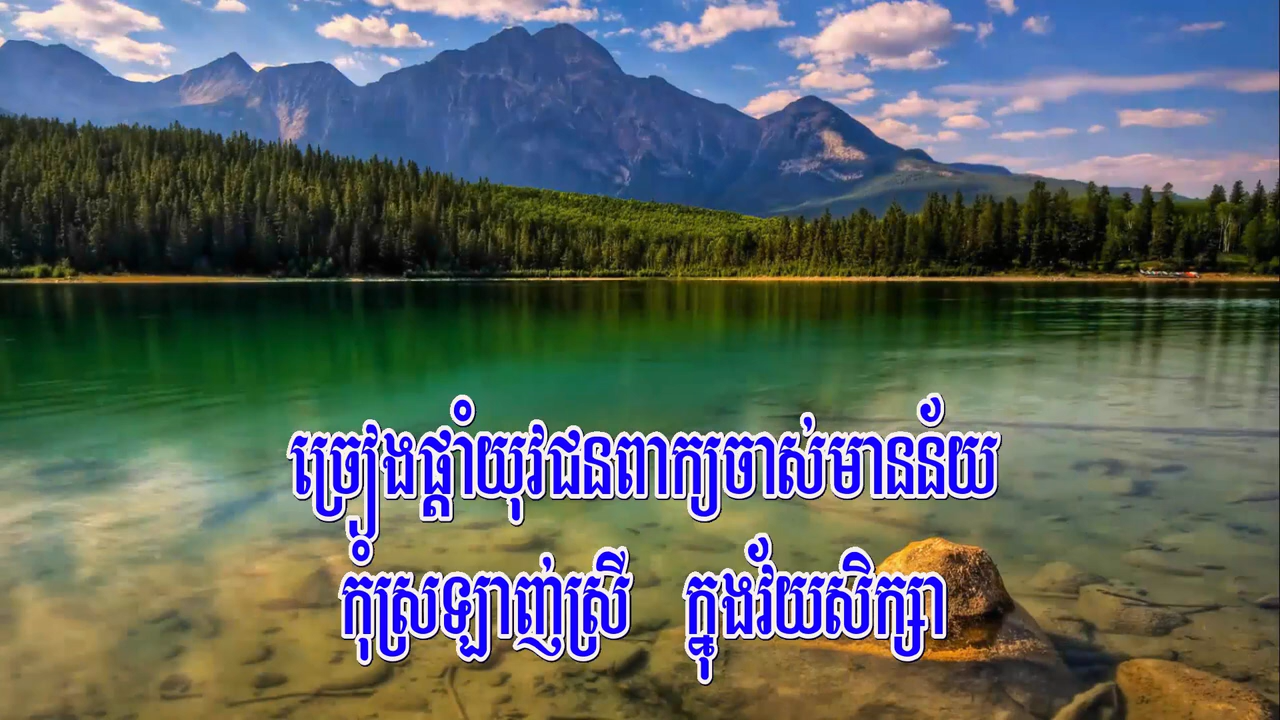 ច្រៀងផ្ដាំយុវជនពាក្យចាស់មានន័យ
កុំស្រឡាញ់ស្រី ក្នុងវ័យសិក្សា